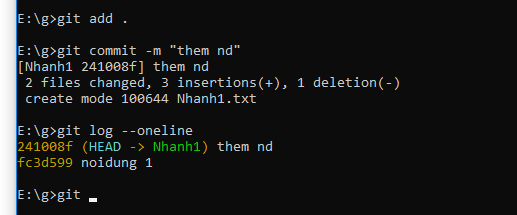 E:\g>git add .
E:\g>git commit -m "them nd"
[Nhanh1 241008f] them nd
 2 files changed, 3 insertions(+), 1 deletion(-)
 create mode 100644 Nhanh1.txt
E:\g>git log --oneline
241008f (HEAD -> Nhanh1) them nd
fc3d599 noidung 1
E:\g>git